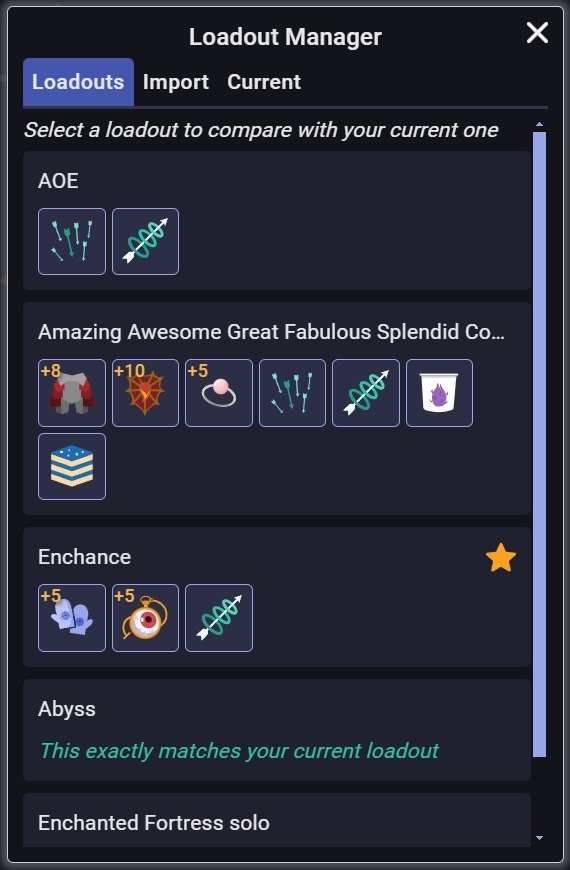 Loadout Manager
Loadouts Import Current
Select a loadout to compare with your current one
AOE
Amazing Awesome Great Fabulous Splendid Co...
+8 +10 +5
Enchance
+5 +5
Abyss
This exactly matches your current loadout
Enchanted Fortress solo